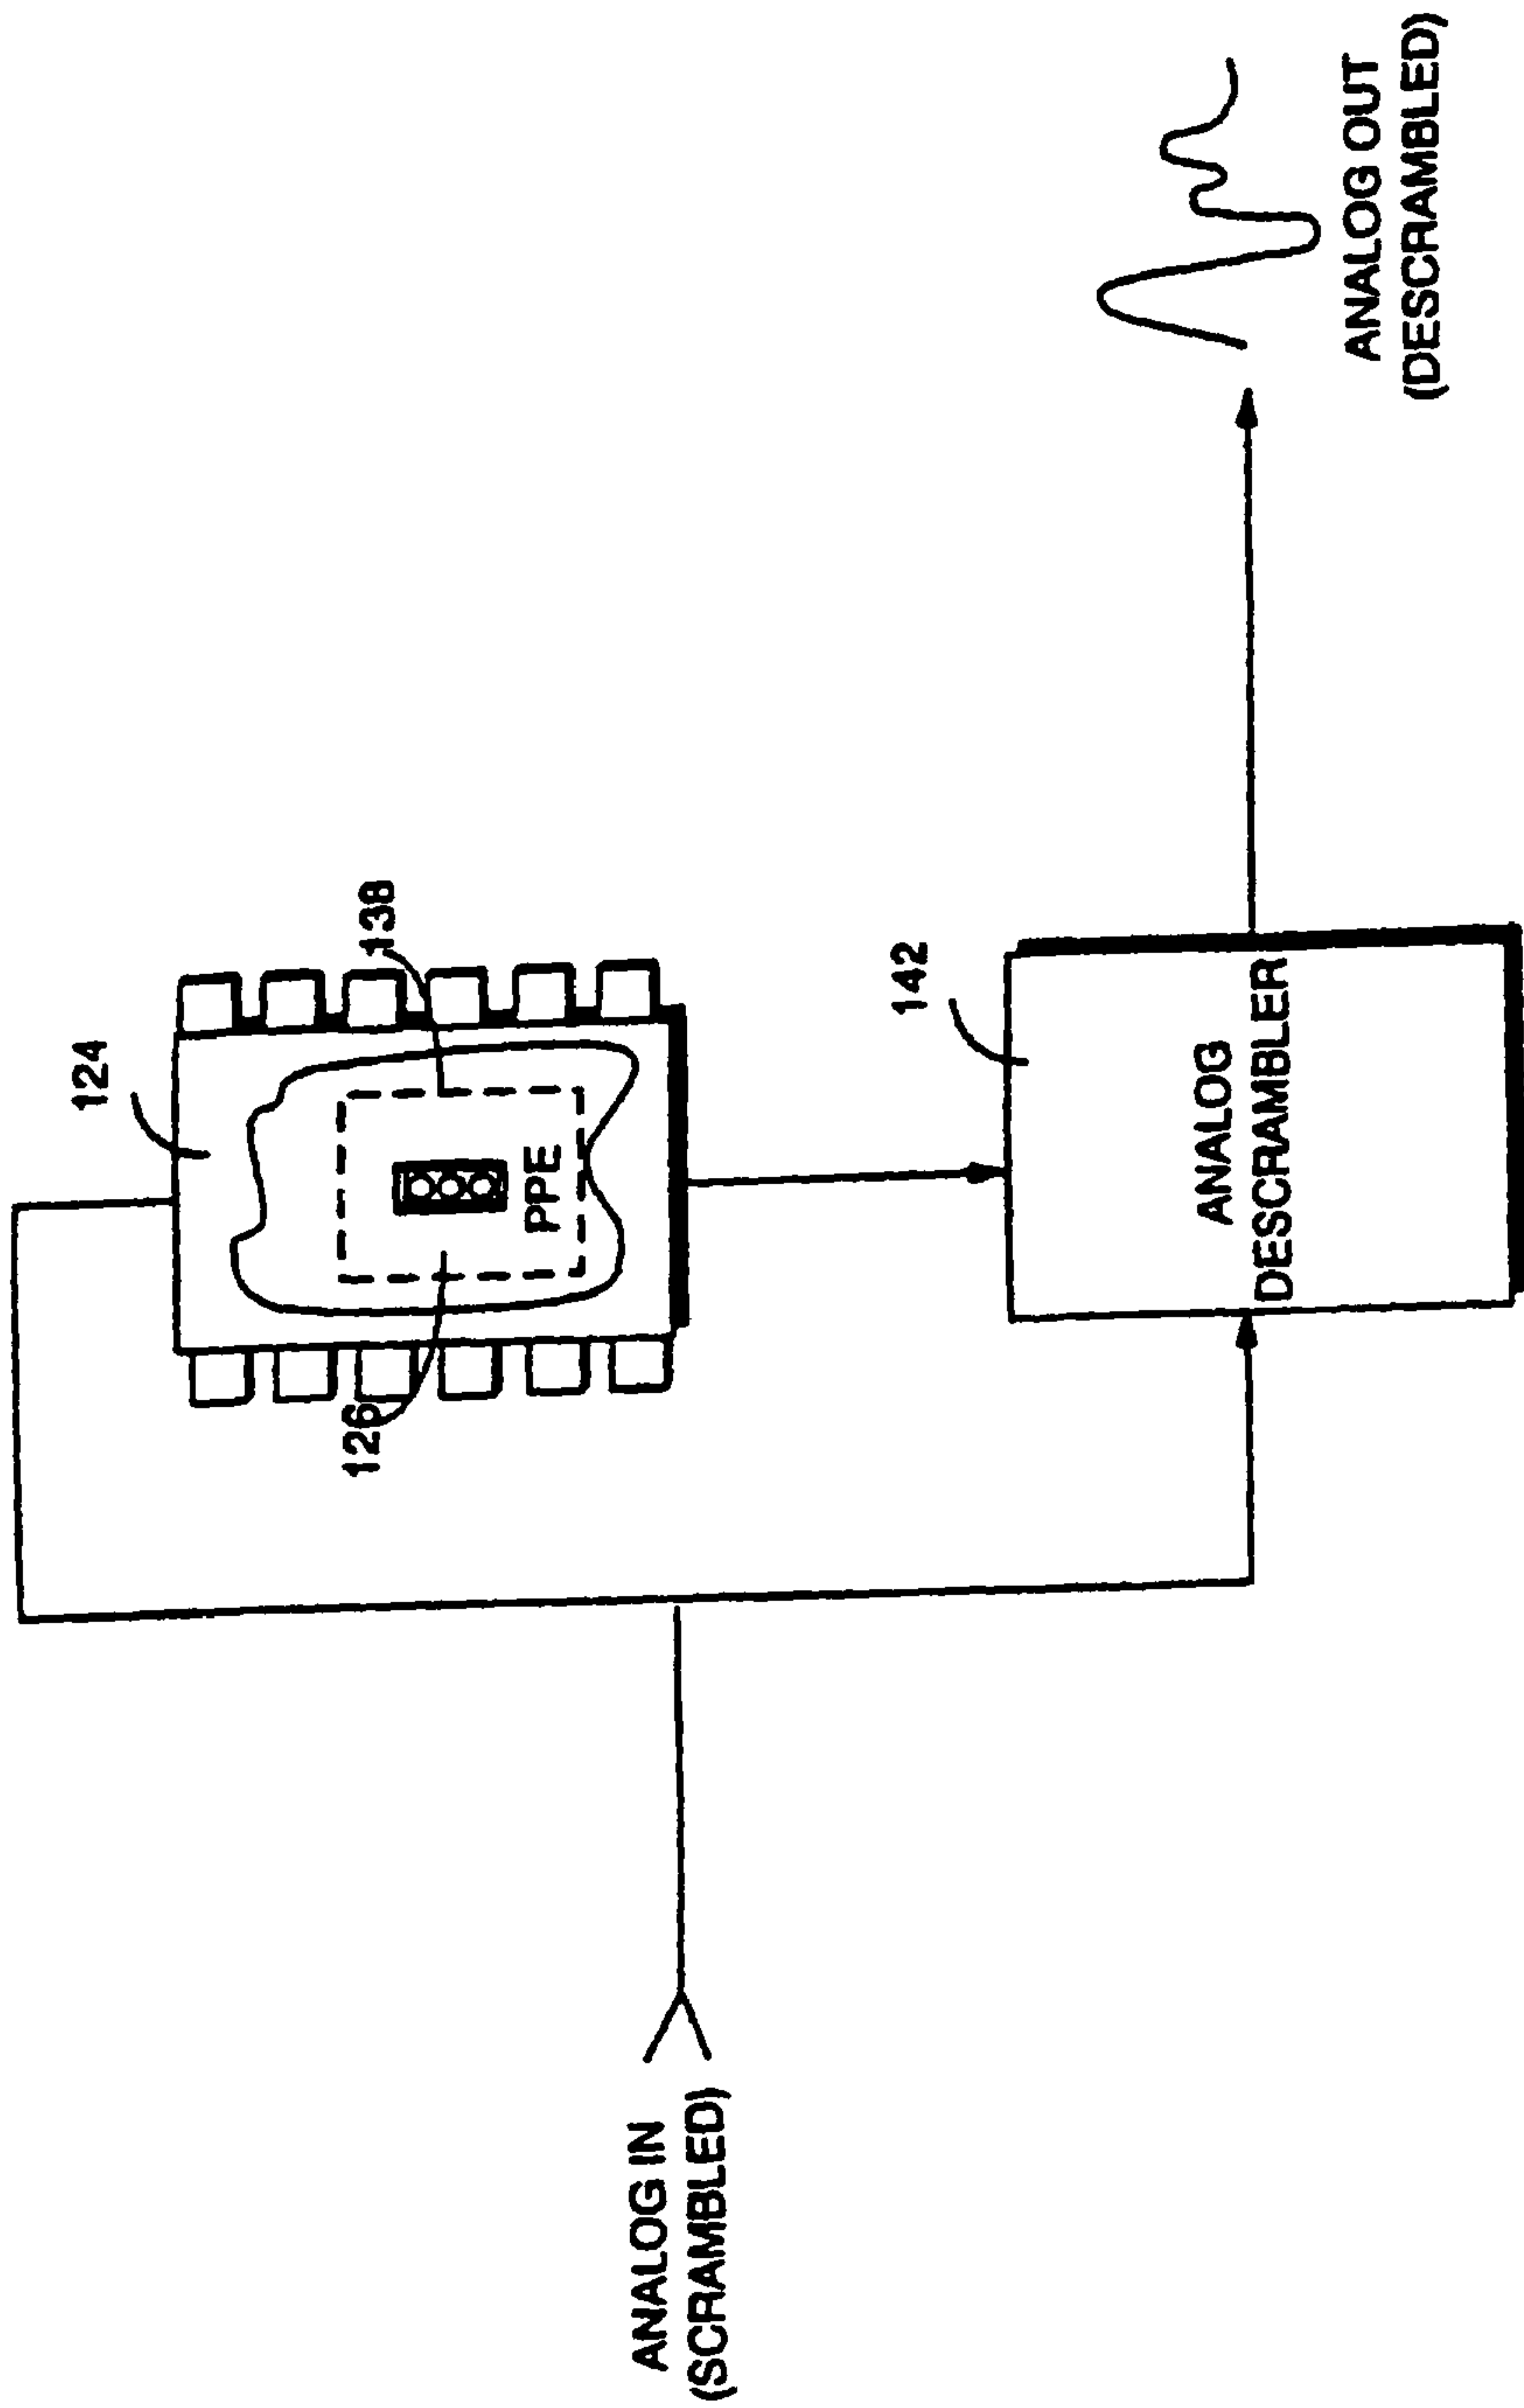 124
126
138
PPE
ANALOG IN
(SCRAMBLED)
142
ANALOG
DESCRAMBLER
ANALOG OUT
(DESCRAMBLED)